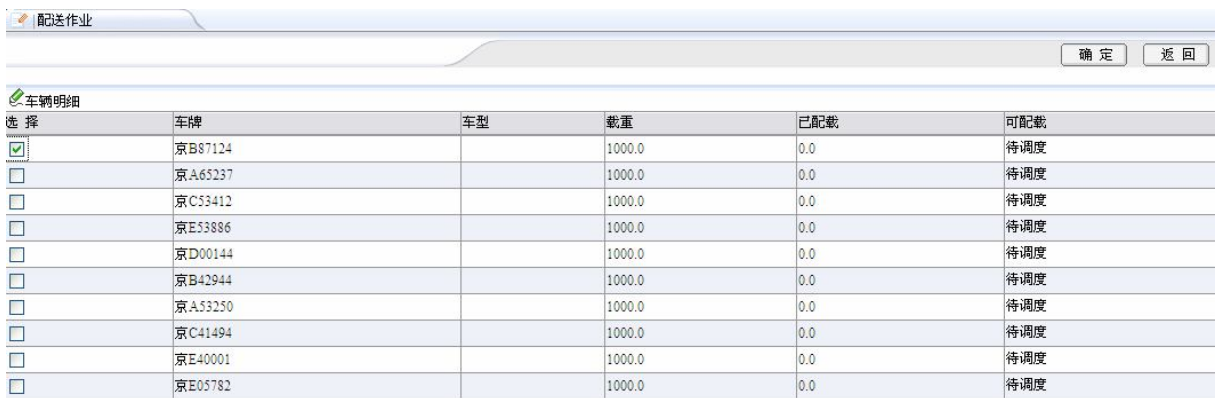 配送作业
确 定 返 回
车辆明细
选 择 车牌 车型 载重 已配载 可配载
京B87124 1000.0 0.0 待调度
京A65237 1000.0 0.0 待调度
京C53412 1000.0 0.0 待调度
京E53886 1000.0 0.0 待调度
京D00144 1000.0 0.0 待调度
京B42944 1000.0 0.0 待调度
京A53250 1000.0 0.0 待调度
京C41494 1000.0 0.0 待调度
京E40001 1000.0 0.0 待调度
京E05782 1000.0 0.0 待调度